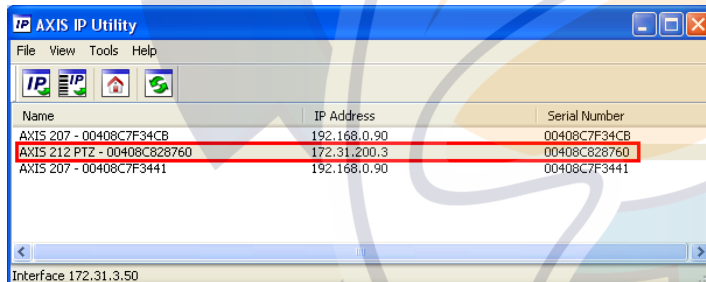 AXIS IP Utility
File View Tools Help
IP IP
Name IP Address Serial Number
AXIS 207 - 00408C7F34CB 192.168.0.90 00408C7F34CB
AXIS 212 PTZ - 00408C828760 172.31.200.3 00408C828760
AXIS 207 - 00408C7F3441 192.168.0.90 00408C7F3441
Interface 172.31.3.50